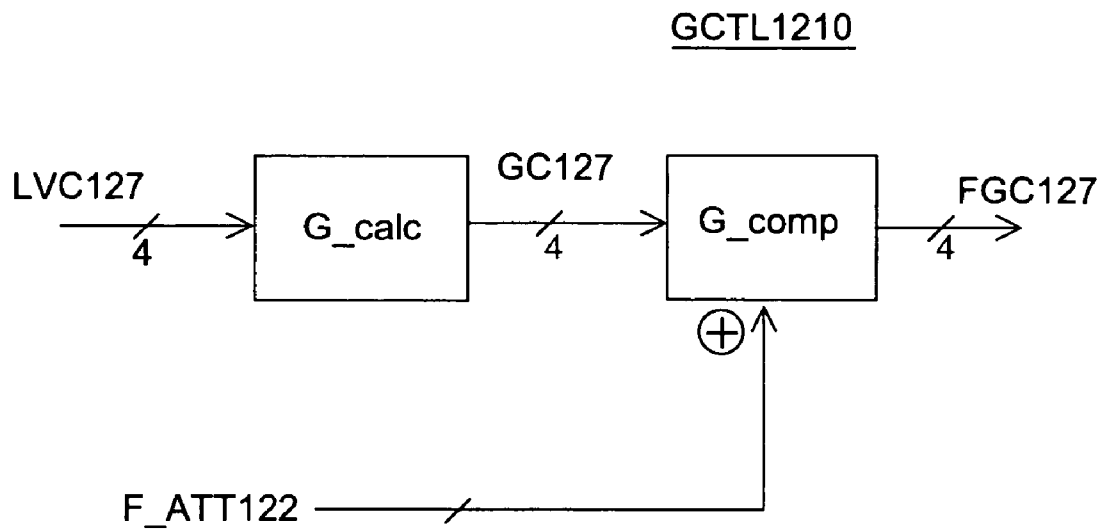 GCTL1210
LVC127
4
G_calc
GC127
4
G_comp
FGC127
4
+
F_ATT122